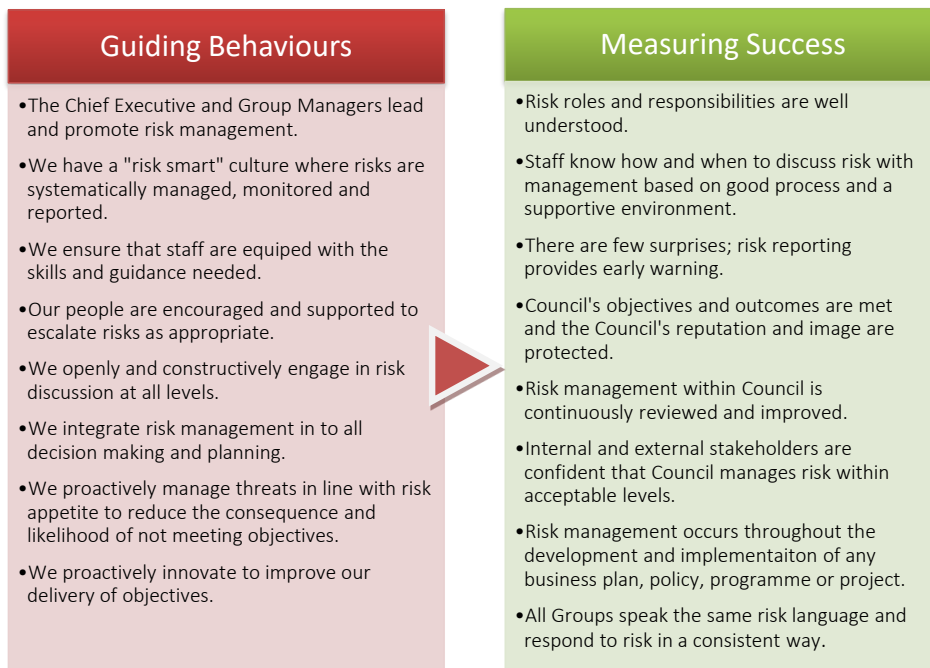 Guiding Behaviours
•The Chief Executive and Group Managers lead
and promote risk management.
•We have a "risk smart" culture where risks are
systematically managed, monitored and
reported.
•We ensure that staff are equiped with the
skills and guidance needed.
•Our people are encouraged and supported to
escalate risks as appropriate.
•We openly and constructively engage in risk
discussion at all levels.
•We integrate risk management in to all
decision making and planning.
•We proactively manage threats in line with risk
appetite to reduce the consequence and
likelihood of not meeting objectives.
•We proactively innovate to improve our
delivery of objectives.
Measuring Success
•Risk roles and responsibilities are well
understood.
•Staff know how and when to discuss risk with
management based on good process and a
supportive environment.
•There are few surprises; risk reporting
provides early warning.
•Council's objectives and outcomes are met
and the Council's reputation and image are
protected.
•Risk management within Council is
continuously reviewed and improved.
•Internal and external stakeholders are
confident that Council manages risk within
acceptable levels.
•Risk management occurs throughout the
development and implementaiton of any
business plan, policy, programme or project.
•All Groups speak the same risk language and
respond to risk in a consistent way.